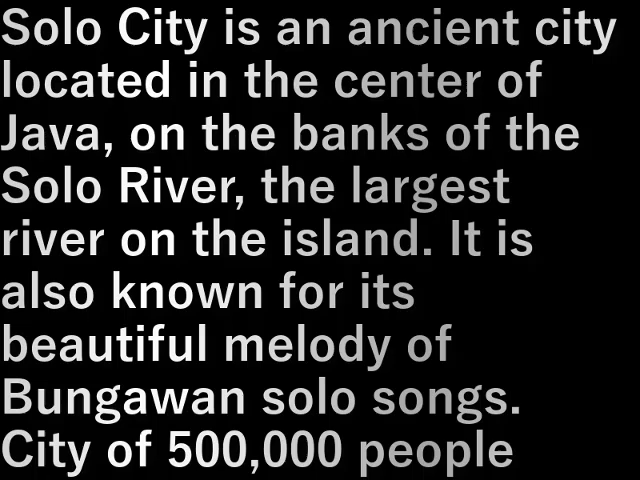 Solo City is an ancient city
located in the center of
Java, on the banks of the
Solo River, the largest
river on the island. It is
also known for its
beautiful melody of
Bungawan solo songs.
City of 500,000 people